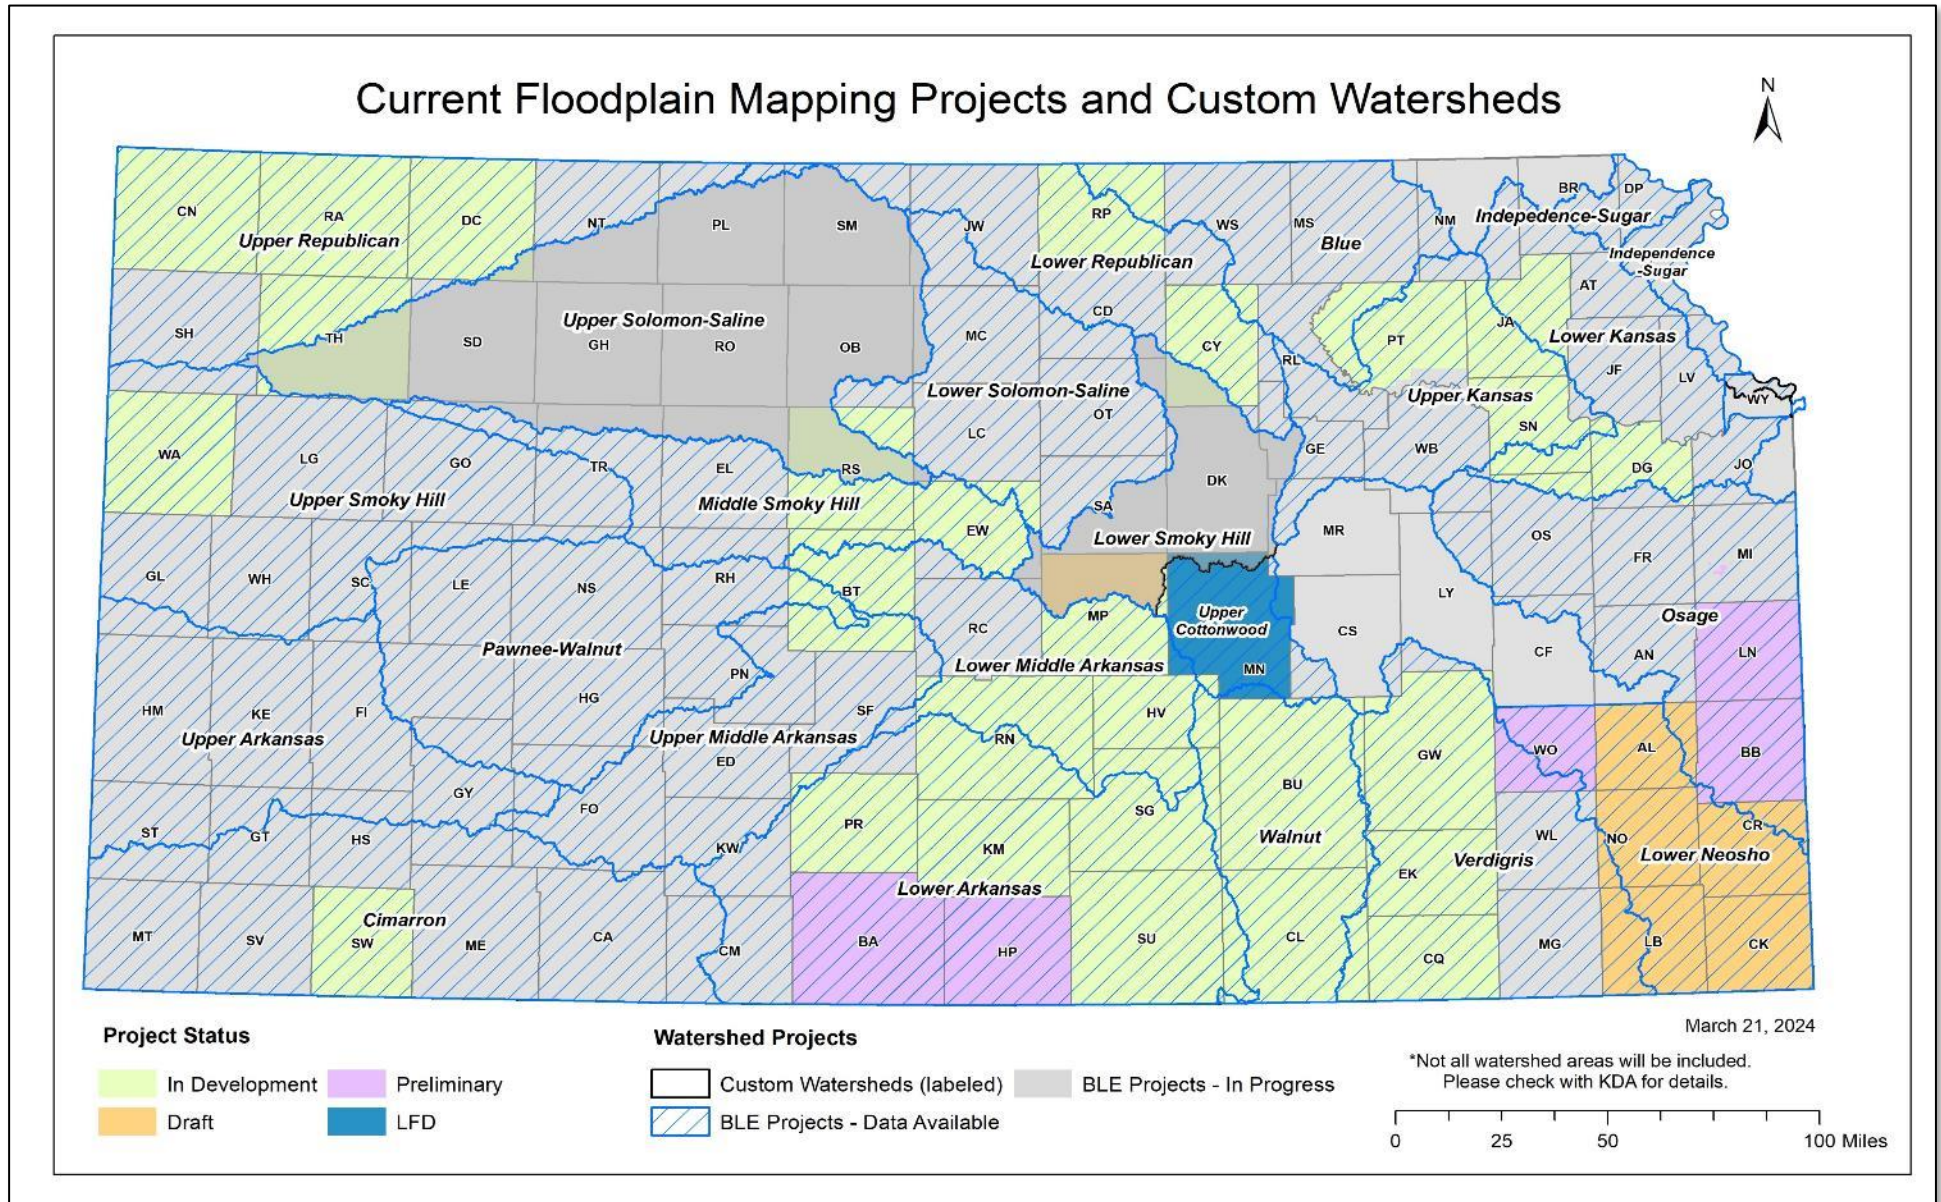 Current Floodplain Mapping Projects and Custom Watersheds
N
CN
RA
DC
NT
PL
SM
JW
RP
WS
MS
NM
BR
DP
Upper Republican
Lower Republican
Blue
Indepedence-Sugar
Independence
-Sugar
SH
TH
SD
Upper Solomon-Saline
GH
RO
OB
MC
CD
CY
RL
PT
JA
AT
Lower Kansas
JF
LV
WY
Lower Solomon-Saline
OT
Upper Kansas
WA
LG
GO
TR
EL
RS
LC
DK
GE
WB
SN
DG
JO
Upper Smoky Hill
Middle Smoky Hill
SA
EW
Lower Smoky Hill
MR
OS
FR
MI
GL
WH
SC
LE
NS
RH
BT
RC
MP
Upper
Cottonwood
MN
CS
LY
CF
AN
Osage
LN
Pawnee-Walnut
Lower Middle Arkansas
PN
HG
HM
KE
FI
SF
HV
Upper Arkansas
Upper Middle Arkansas
RN
ED
GW
WO
AL
BB
GY
FO
BU
SG
PR
ST
GT
HS
KW
KM
Walnut
Verdigris
WL
NO
CR
Lower Neosho
EK
Lower Arkansas
Cimarron
MT
SV
SW
ME
CA
CM
BA
HP
SU
CL
CQ
MG
LB
CK
March 21, 2024
Project Status
In Development
Preliminary
Draft
LFD
Watershed Projects
Custom Watersheds (labeled)
BLE Projects - In Progress
BLE Projects - Data Available
*Not all watershed areas will be included.
Please check with KDA for details.
0 25 50 100 Miles